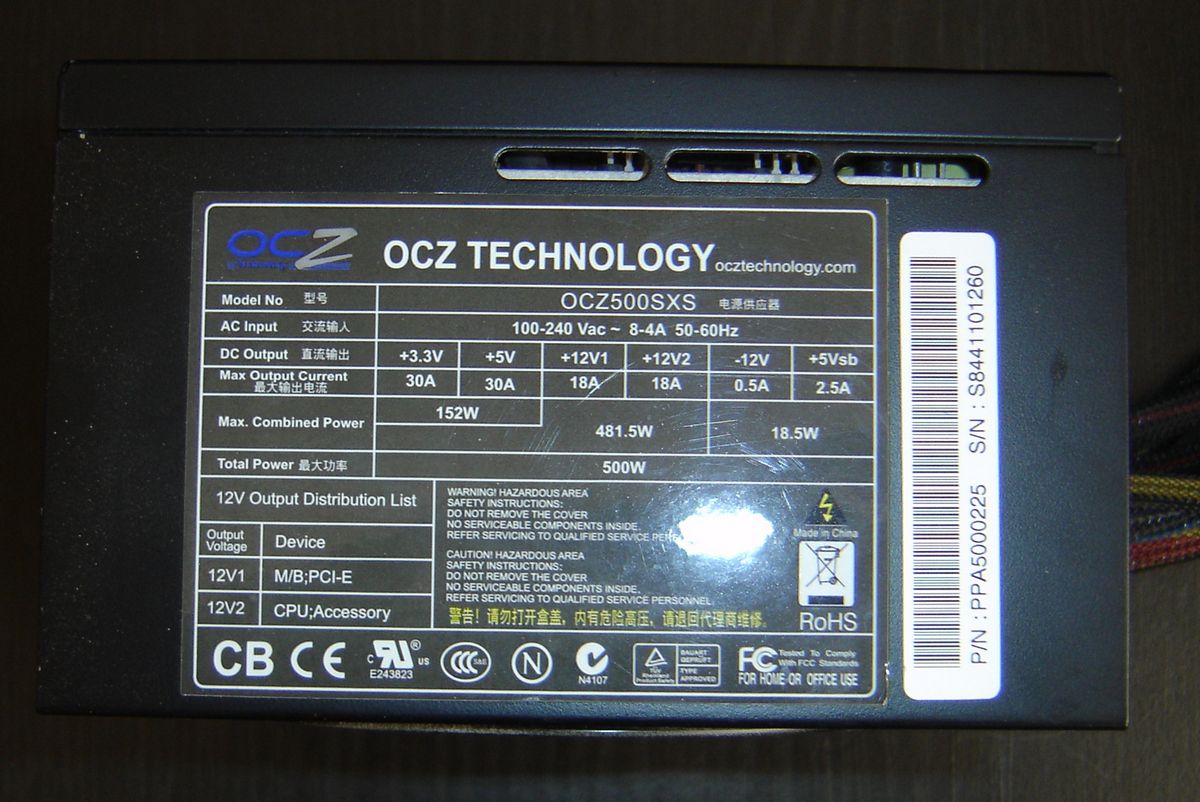 OCZ
OCZ TECHNOLOGY ocztechnology.com
Model No 型号 OCZ500SXS 电源供应器
AC Input 交流输入 100-240 Vac ~ 8-4A 50-60Hz
DC Output 直流输出 +3.3V +5V +12V1 +12V2 -12V +5Vsb
Max Output Current
最大输出电流 30A 30A 18A 18A 0.5A 2.5A
Max. Combined Power 152W 481.5W 18.5W
Total Power 最大功率 500W
12V Output Distribution List
Output
Voltage Device
12V1 M/B;PCI-E
12V2 CPU;Accessory
WARNING! HAZARDOUS AREA
SAFETY INSTRUCTIONS:
DO NOT REMOVE THE COVER
NO SERVICEABLE COMPONENTS INSIDE.
REFER SERVICING TO QUALIFIED SERVICE
CAUTION! HAZARDOUS AREA
SAFETY INSTRUCTIONS:
DO NOT REMOVE THE COVER
NO SERVICEABLE COMPONENTS INSIDE.
REFER SERVICING TO QUALIFIED SERVICE PERSONNEL.
警告！请勿打开盒盖，内有危险高压，请退回代理商维修。
Made in China
RoHS
CB CE
c RU ® US
E243823
CCC S&E
N
N4107
TÜV
Rheinland
Product Safety
BAUART
GEPRÜFT
TYPE
APPROVED
FC Tested To Comply
With FCC Standards
FOR HOME OR OFFICE USE
P/N : PPA5000225 S/N : S8441101260